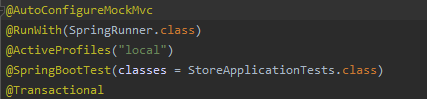 @AutoConfigureMockMvc
@RunWith(SpringRunner.class)
@ActiveProfiles("local")
@SpringBootTest(classes = StoreApplicationTests.class)
@Transactional